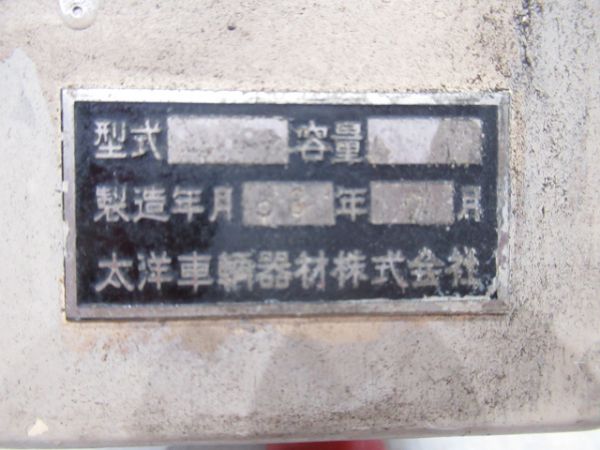 型式 容量
製造年月 年 月
太洋車輌器材株式会社